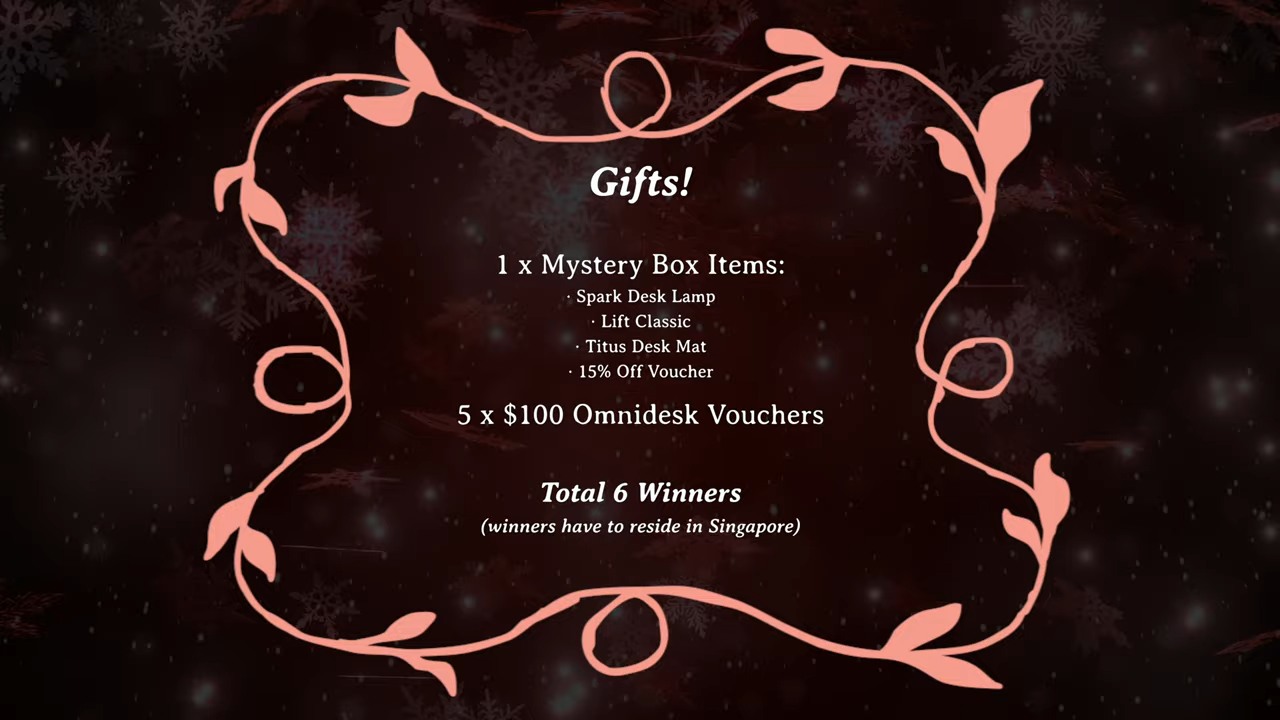 Gifts!
1 x Mystery Box Items:
· Spark Desk Lamp
· Lift Classic
· Titus Desk Mat
· 15% Off Voucher
5 x $100 Omnidesk Vouchers
Total 6 Winners
(winners have to reside in Singapore)